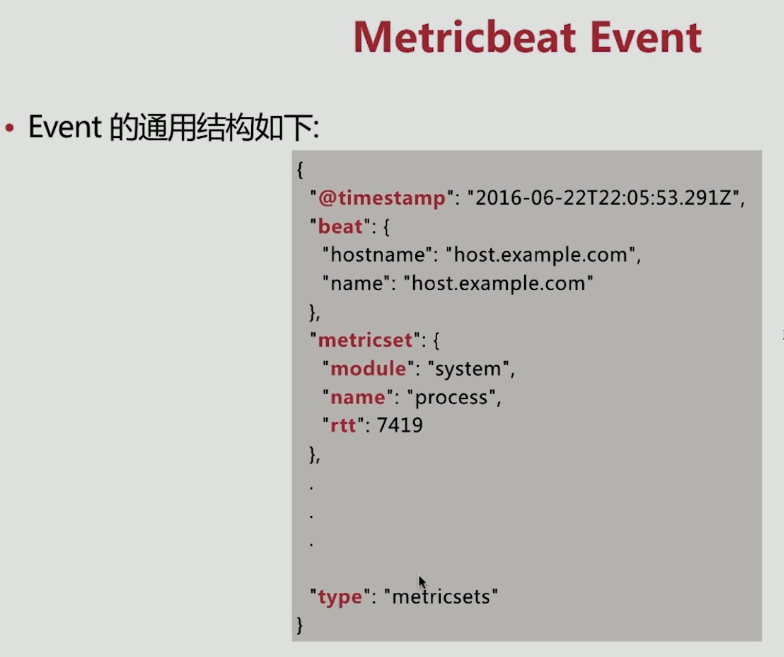 Metricbeat Event
• Event 的通用结构如下:
{
"@timestamp": "2016-06-22T22:05:53.291Z",
"beat": {
"hostname": "host.example.com",
"name": "host.example.com"
},
"metricset": {
"module": "system",
"name": "process",
"rtt": 7419
},
.
.
.
"type": "metricsets"
}